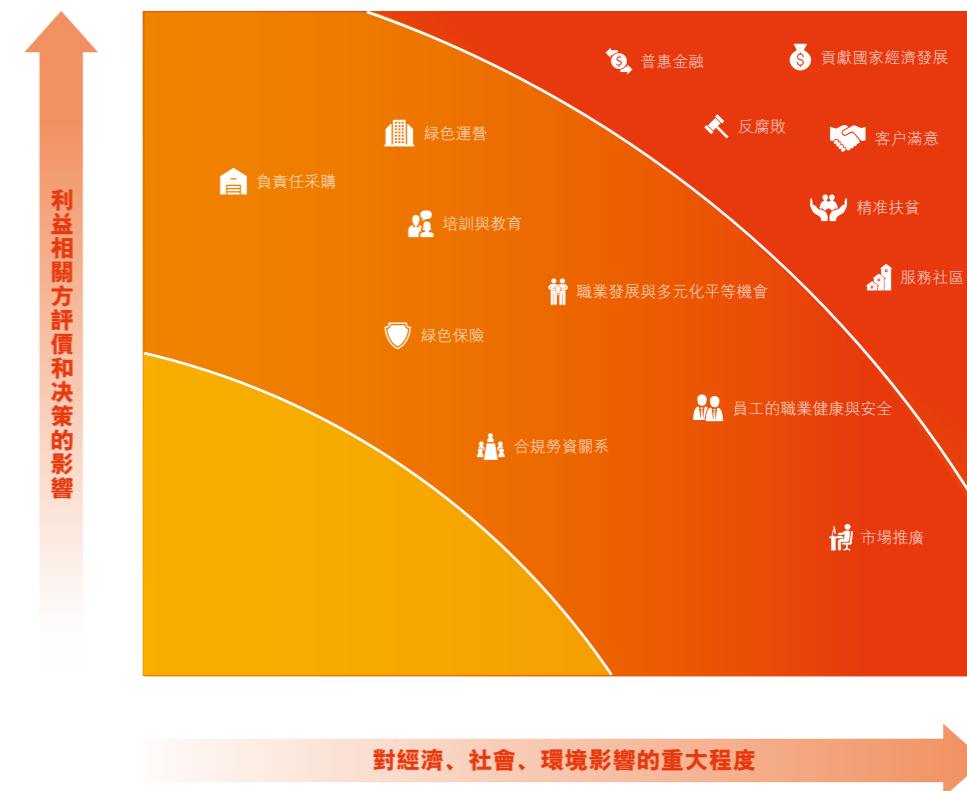 利益相關方評價和决策的影響
普惠金融
貢獻國家經濟發展
反腐敗
綠色運營
客户滿意
負責任采購
精准扶貧
培訓與教育
服務社區
職業發展與多元化平等機會
綠色保險
員工的職業健康與安全
合規勞資關系
市場推廣
對經濟、社會、環境影響的重大程度